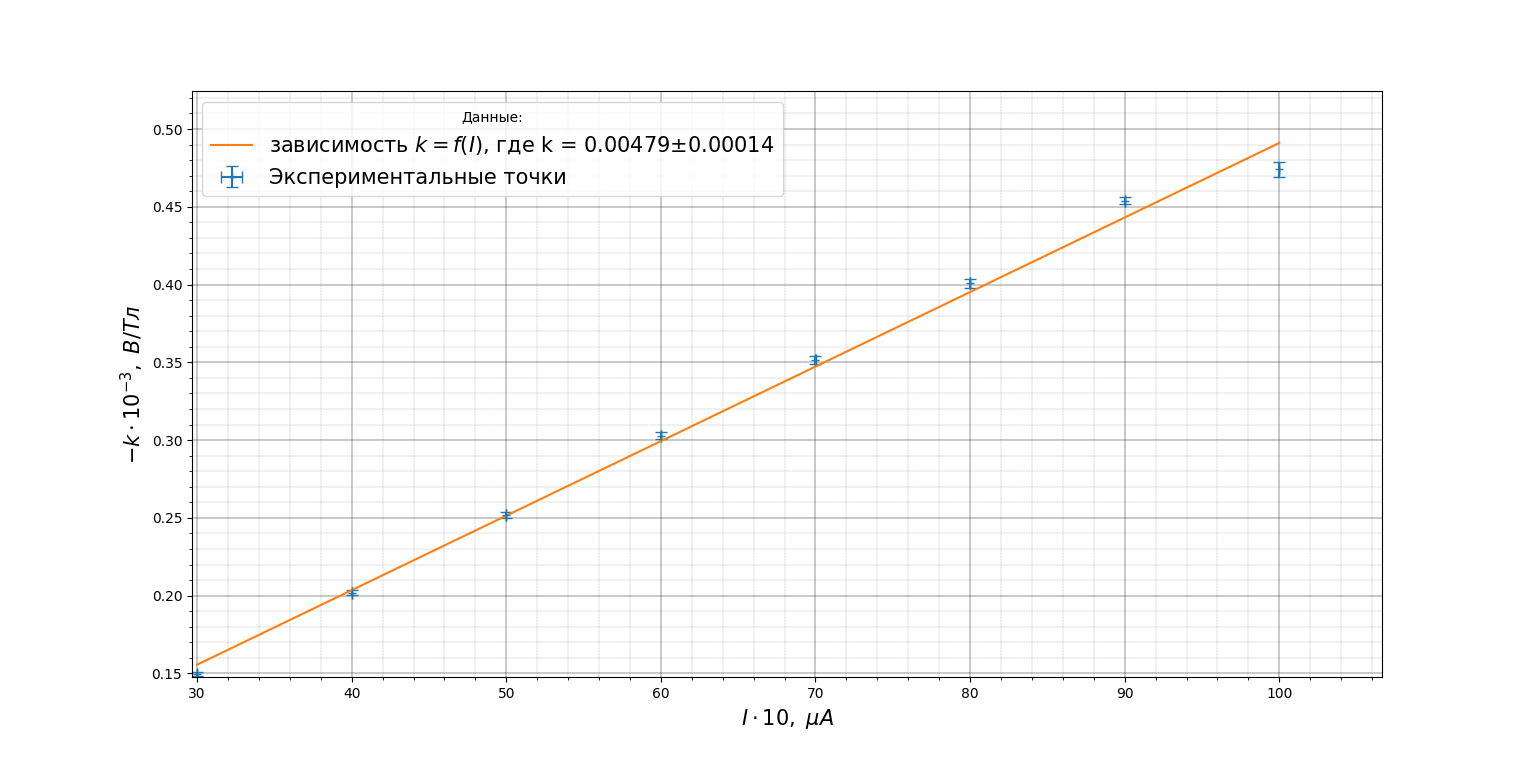 Данные:
зависимость k = f(I), где k = 0.00479±0.00014
Экспериментальные точки
−k · 10⁻³, В/Тл
0.50
0.45
0.40
0.35
0.30
0.25
0.20
0.15
30 40 50 60 70 80 90 100
I · 10, μA